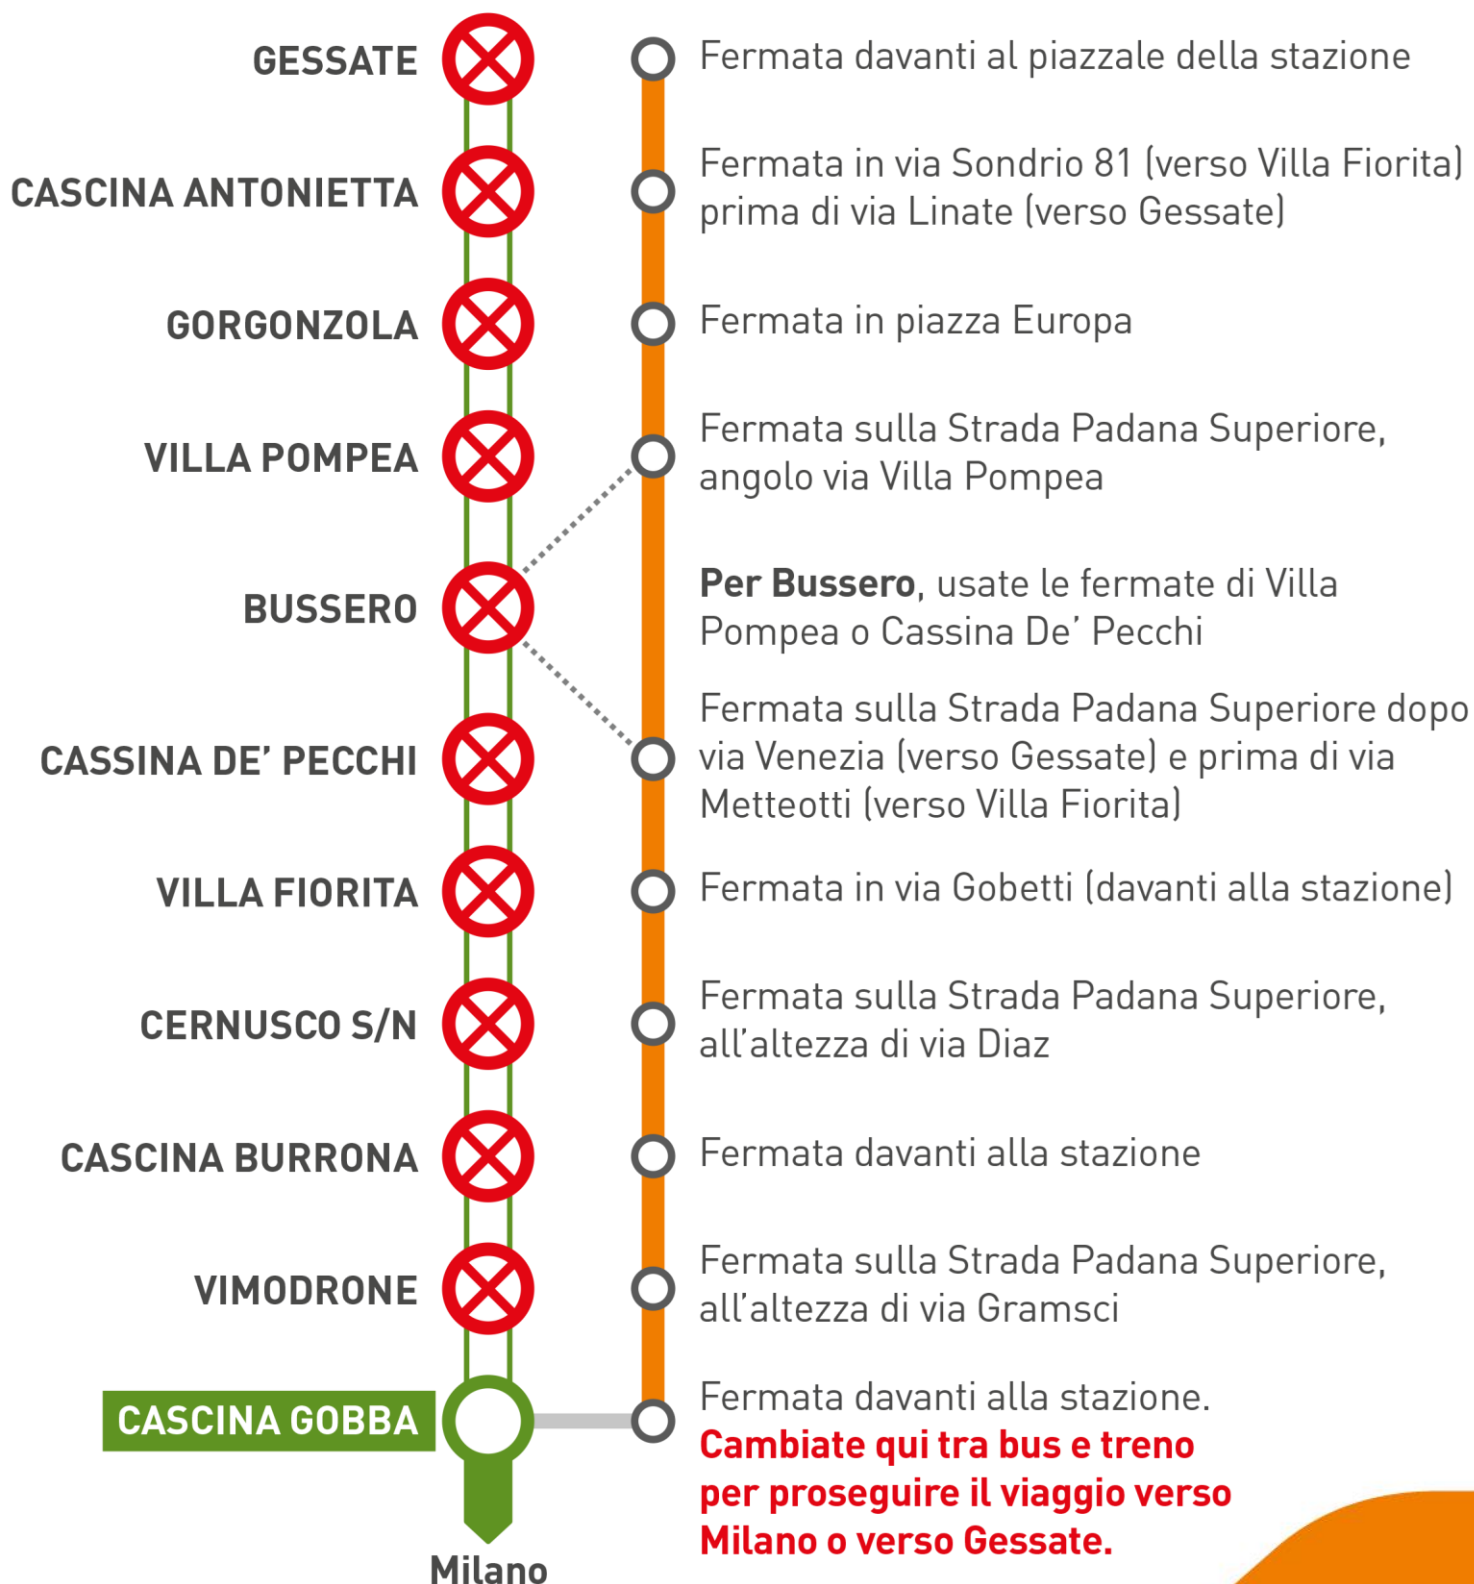 GESSATE
Fermata davanti al piazzale della stazione
CASCINA ANTONIETTA
Fermata in via Sondrio 81 (verso Villa Fiorita)
prima di via Linate (verso Gessate)
GORGONZOLA
Fermata in piazza Europa
VILLA POMPEA
Fermata sulla Strada Padana Superiore,
angolo via Villa Pompea
BUSSERO
Per Bussero, usate le fermate di Villa
Pompea o Cassina De’ Pecchi
CASSINA DE’ PECCHI
Fermata sulla Strada Padana Superiore dopo
via Venezia (verso Gessate) e prima di via
Metteotti (verso Villa Fiorita)
VILLA FIORITA
Fermata in via Gobetti (davanti alla stazione)
CERNUSCO S/N
Fermata sulla Strada Padana Superiore,
all’altezza di via Diaz
CASCINA BURRONA
Fermata davanti alla stazione
VIMODRONE
Fermata sulla Strada Padana Superiore,
all’altezza di via Gramsci
CASCINA GOBBA
Fermata davanti alla stazione.
Cambiate qui tra bus e treno
per proseguire il viaggio verso
Milano o verso Gessate.
Milano